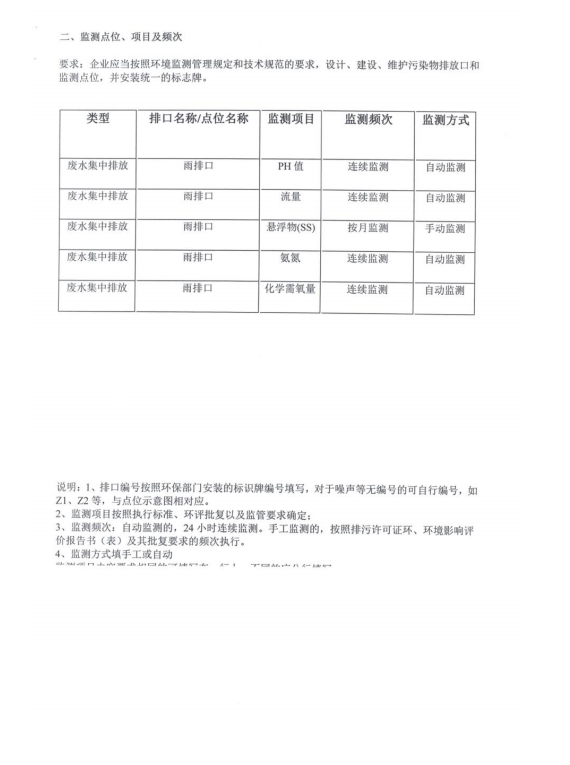 二、监测点位、项目及频次
要求：企业应当按照环境监测管理规定和技术规范的要求，设计、建设、维护污染物排放口和
监测点位，并安装统一的标志牌。
类型 排口名称/点位名称 监测项目 监测频次 监测方式
废水集中排放 雨排口 PH 值 连续监测 自动监测
废水集中排放 雨排口 流量 连续监测 自动监测
废水集中排放 雨排口 悬浮物(SS) 按月监测 手动监测
废水集中排放 雨排口 氨氮 连续监测 自动监测
废水集中排放 雨排口 化学需氧量 连续监测 自动监测
说明：1、排口编号按照环保部门安装的标识牌编号填写，对于噪声等无编号的可自行编号，如
Z1、Z2 等，与点位示意图相对应。
2、监测项目按照执行标准、环评批复以及监管要求确定；
3、监测频次：自动监测的，24 小时连续监测。手工监测的，按照排污许可证环、环境影响评
价报告书（表）及其批复要求的频次执行。
4、监测方式填手工或自动